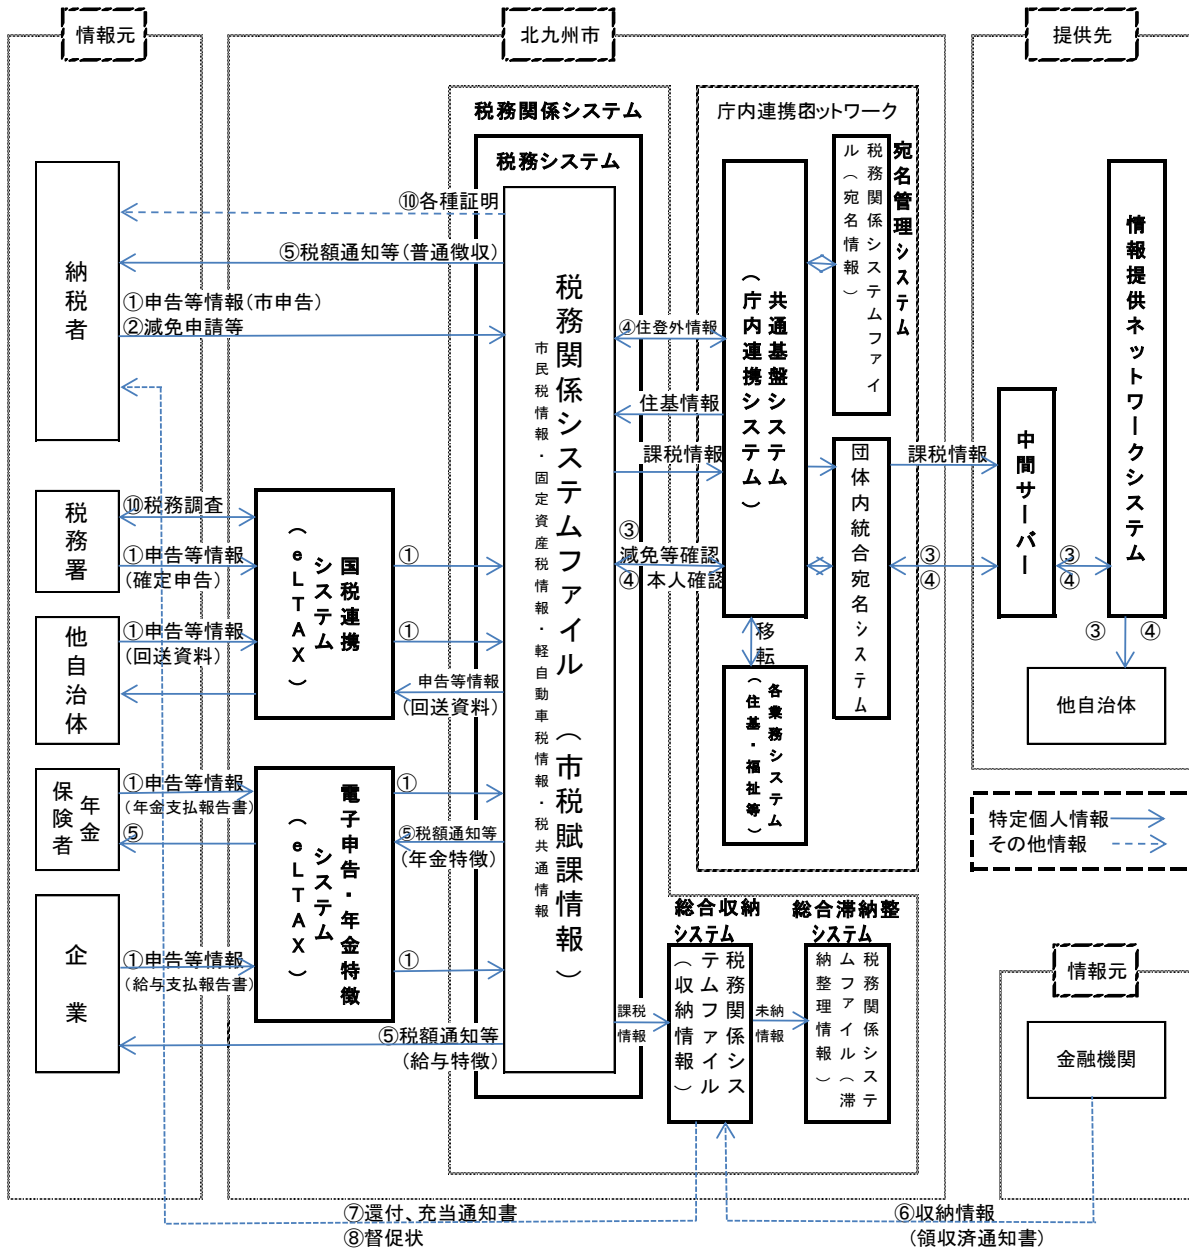 情報元
北九州市
提供先
税務関係システム
税務システム
庁内連携ネットワーク
宛名管理システム
税務関係システムファイ
ル（宛名情報）
納税者
⑩各種証明
⑤税額通知等（普通徴収）
①申告等情報（市申告）
②減免申請等
税務関係システムファイル　（市税賦課情報）
市民税情報・固定資産税情報・軽自動車税情報・税共通情報
④住登外情報
住基情報
課税情報
③
減免等確認
④ 本人確認
共通基盤システム
（庁内連携システム）
団体内統合宛名システム
課税情報
③
④
中間サーバー
③
④
情報提供ネットワークシステム
③
④
他自治体
移転
各業務システム
（住基・福祉等）
税務署
⑩税務調査
①申告等情報
(確定申告)
国税連携
システム
（eLTAX）
①
①
他自治体
①申告等情報
(回送資料)
申告等情報
(回送資料)
年金
保険者
①申告等情報
(年金支払報告書)
⑤
電子申告・年金特徴
システム
（eLTAX）
①
⑤税額通知等
(年金特徴)
①
企業
①申告等情報
(給与支払報告書)
⑤税額通知等
(給与特徴)
特定個人情報
その他情報
総合収納
システム
税務関係シス
テムファイル
（収納情報）
課税
情報
未納
情報
総合滞納整
システム
税務関係システ
ムファイル（滞
納整理情報）
情報元
金融機関
⑦還付、充当通知書
⑧督促状
⑥収納情報
(領収済通知書)